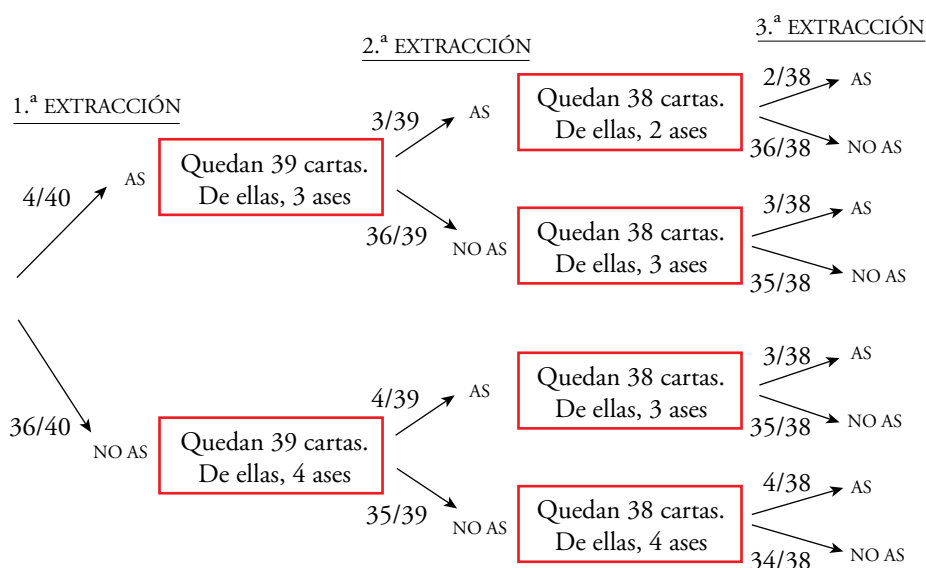 1.ª EXTRACCIÓN
2.ª EXTRACCIÓN
3.ª EXTRACCIÓN
4/40
AS
Quedan 39 cartas.
De ellas, 3 ases
3/39
AS
Quedan 38 cartas.
De ellas, 2 ases
2/38
AS
36/38
NO AS
36/39
NO AS
Quedan 38 cartas.
De ellas, 3 ases
3/38
AS
35/38
NO AS
36/40
NO AS
Quedan 39 cartas.
De ellas, 4 ases
4/39
AS
Quedan 38 cartas.
De ellas, 3 ases
3/38
AS
35/38
NO AS
35/39
NO AS
Quedan 38 cartas.
De ellas, 4 ases
4/38
AS
34/38
NO AS